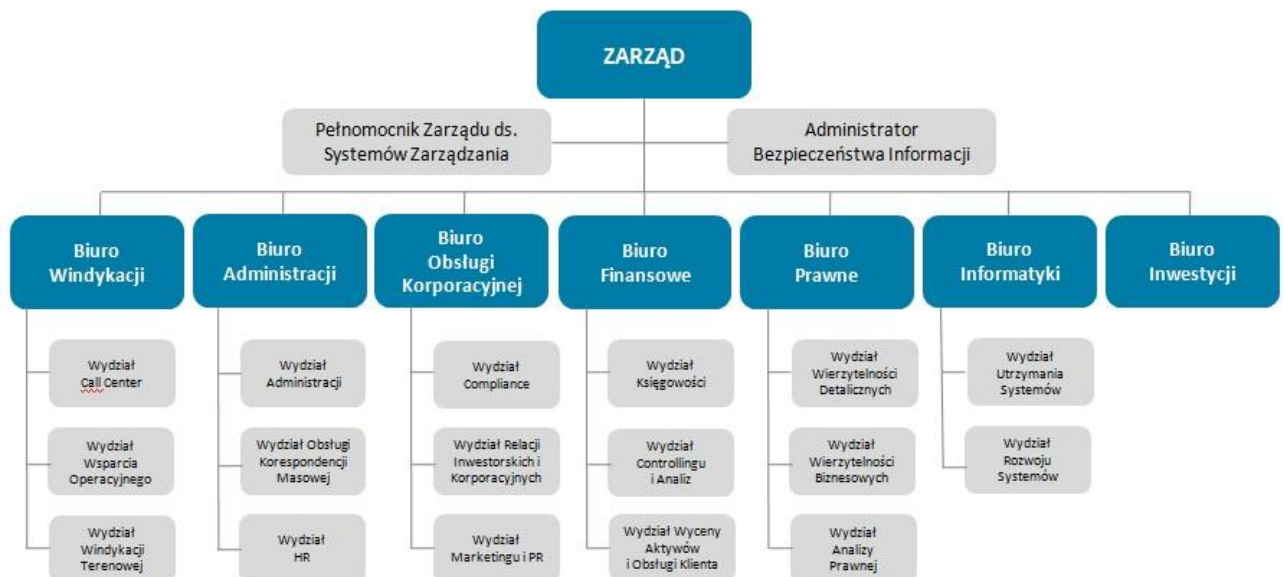 ZARZĄD
Pełnomocnik Zarządu ds.
Systemów Zarządzania
Administrator
Bezpieczeństwa Informacji
Biuro
Windykacji
Biuro
Administracji
Biuro
Obsługi
Korporacyjnej
Biuro
Finansowe
Biuro
Prawne
Biuro
Informatyki
Biuro
Inwestycji
Wydział
Call Center
Wydział
Administracji
Wydział
Compliance
Wydział
Księgowości
Wydział
Wierzytelności
Detalicznych
Wydział
Utrzymania
Systemów
Wydział
Wsparcia
Operacyjnego
Wydział Obsługi
Korespondencji
Masowej
Wydział Relacji
Inwestorskich i
Korporacyjnych
Wydział
Controllingu
i Analiz
Wydział
Wierzytelności
Biznesowych
Wydział
Rozwoju
Systemów
Wydział
Windykacji
Terenowej
Wydział
HR
Wydział
Marketingu i PR
Wydział Wyceny
Aktywów
i Obsługi Klienta
Wydział
Analizy
Prawnej